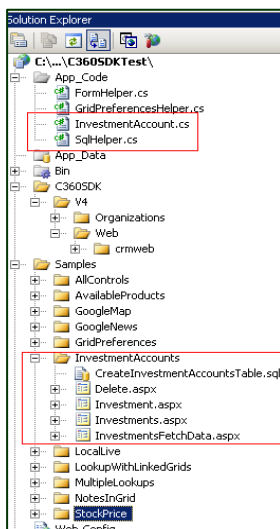 Solution Explorer
C:\...\C360SDKTest\
App_Code
FormHelper.cs
GridPreferencesHelper.cs
InvestmentAccount.cs
SqlHelper.cs
App_Data
Bin
C360SDK
V4
Organizations
Web
crmweb
Samples
AllControls
AvailableProducts
GoogleMap
GoogleNews
GridPreferences
InvestmentAccounts
CreateInvestmentAccountsTable.sql
Delete.aspx
Investment.aspx
Investments.aspx
InvestmentsFetchData.aspx
LocalLive
LookupWithLinkedGrids
MultipleLookups
NotesInGrid
StockPrice
Web.Config